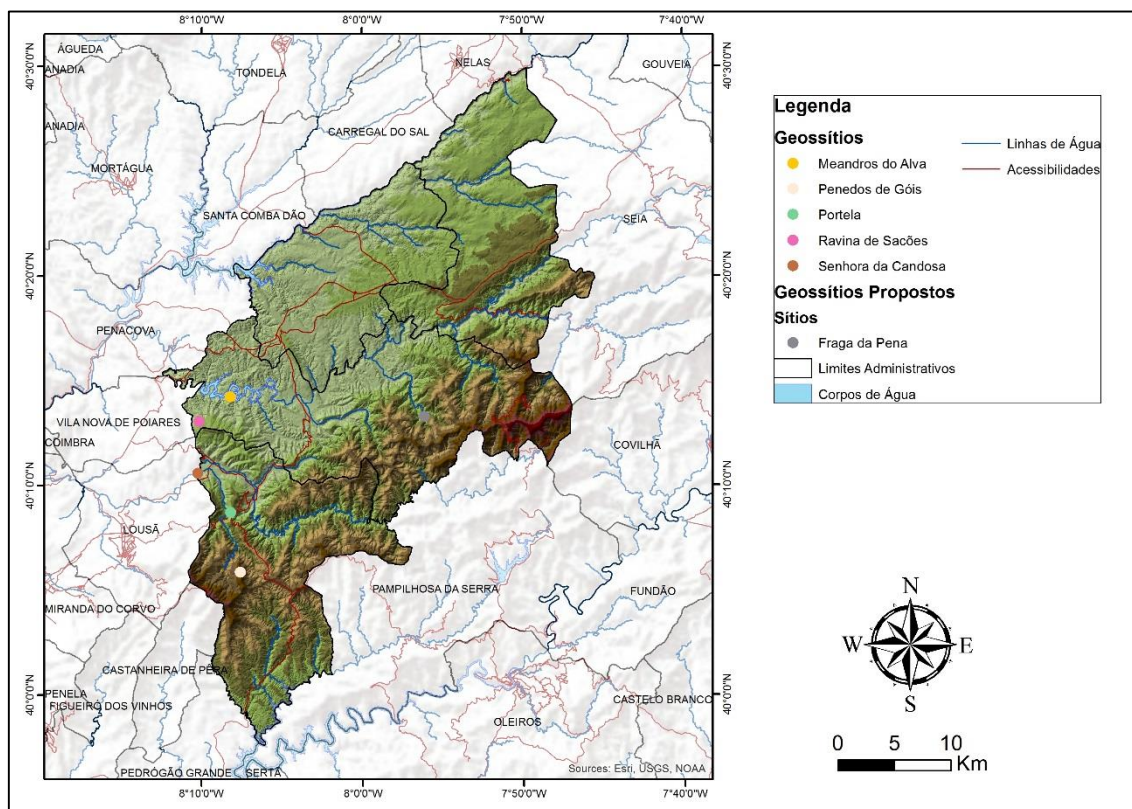 8°10'0"W 8°0'0"W 7°50'0"W 7°40'0"W
40°30'0"N
40°20'0"N
40°10'0"N
40°0'0"N
ÁGUEDA
ANADIA
TONDELA
NELAS
GOUVEIA
ANADIA
CARREGAL DO SAL
MORTÁGUA
SANTA COMBA DÃO
SEIA
PENACOVA
VILA NOVA DE POIARES
COIMBRA
COVILHÃ
LOUSÃ
PAMPILHOSA DA SERRA
FUNDÃO
MIRANDA DO CORVO
CASTANHEIRA DE PÊRA
PENELA
FIGUEIRO DOS VINHOS
CASTELO BRANCO
OLEIROS
PEDRÓGÃO GRANDE
SERTÃ
Sources: Esri, USGS, NOAA
40°30'0"N
40°20'0"N
40°10'0"N
40°0'0"N
8°10'0"W 8°0'0"W 7°50'0"W 7°40'0"W
Legenda
Geossítios
Meandros do Alva
Penedos de Góis
Portela
Ravina de Sacões
Senhora da Candosa
Geossítios Propostos
Sítios
Fraga da Pena
Limites Administrativos
Corpos de Água
Linhas de Água
Acessibilidades
N
W E
S
0 5 10
Km